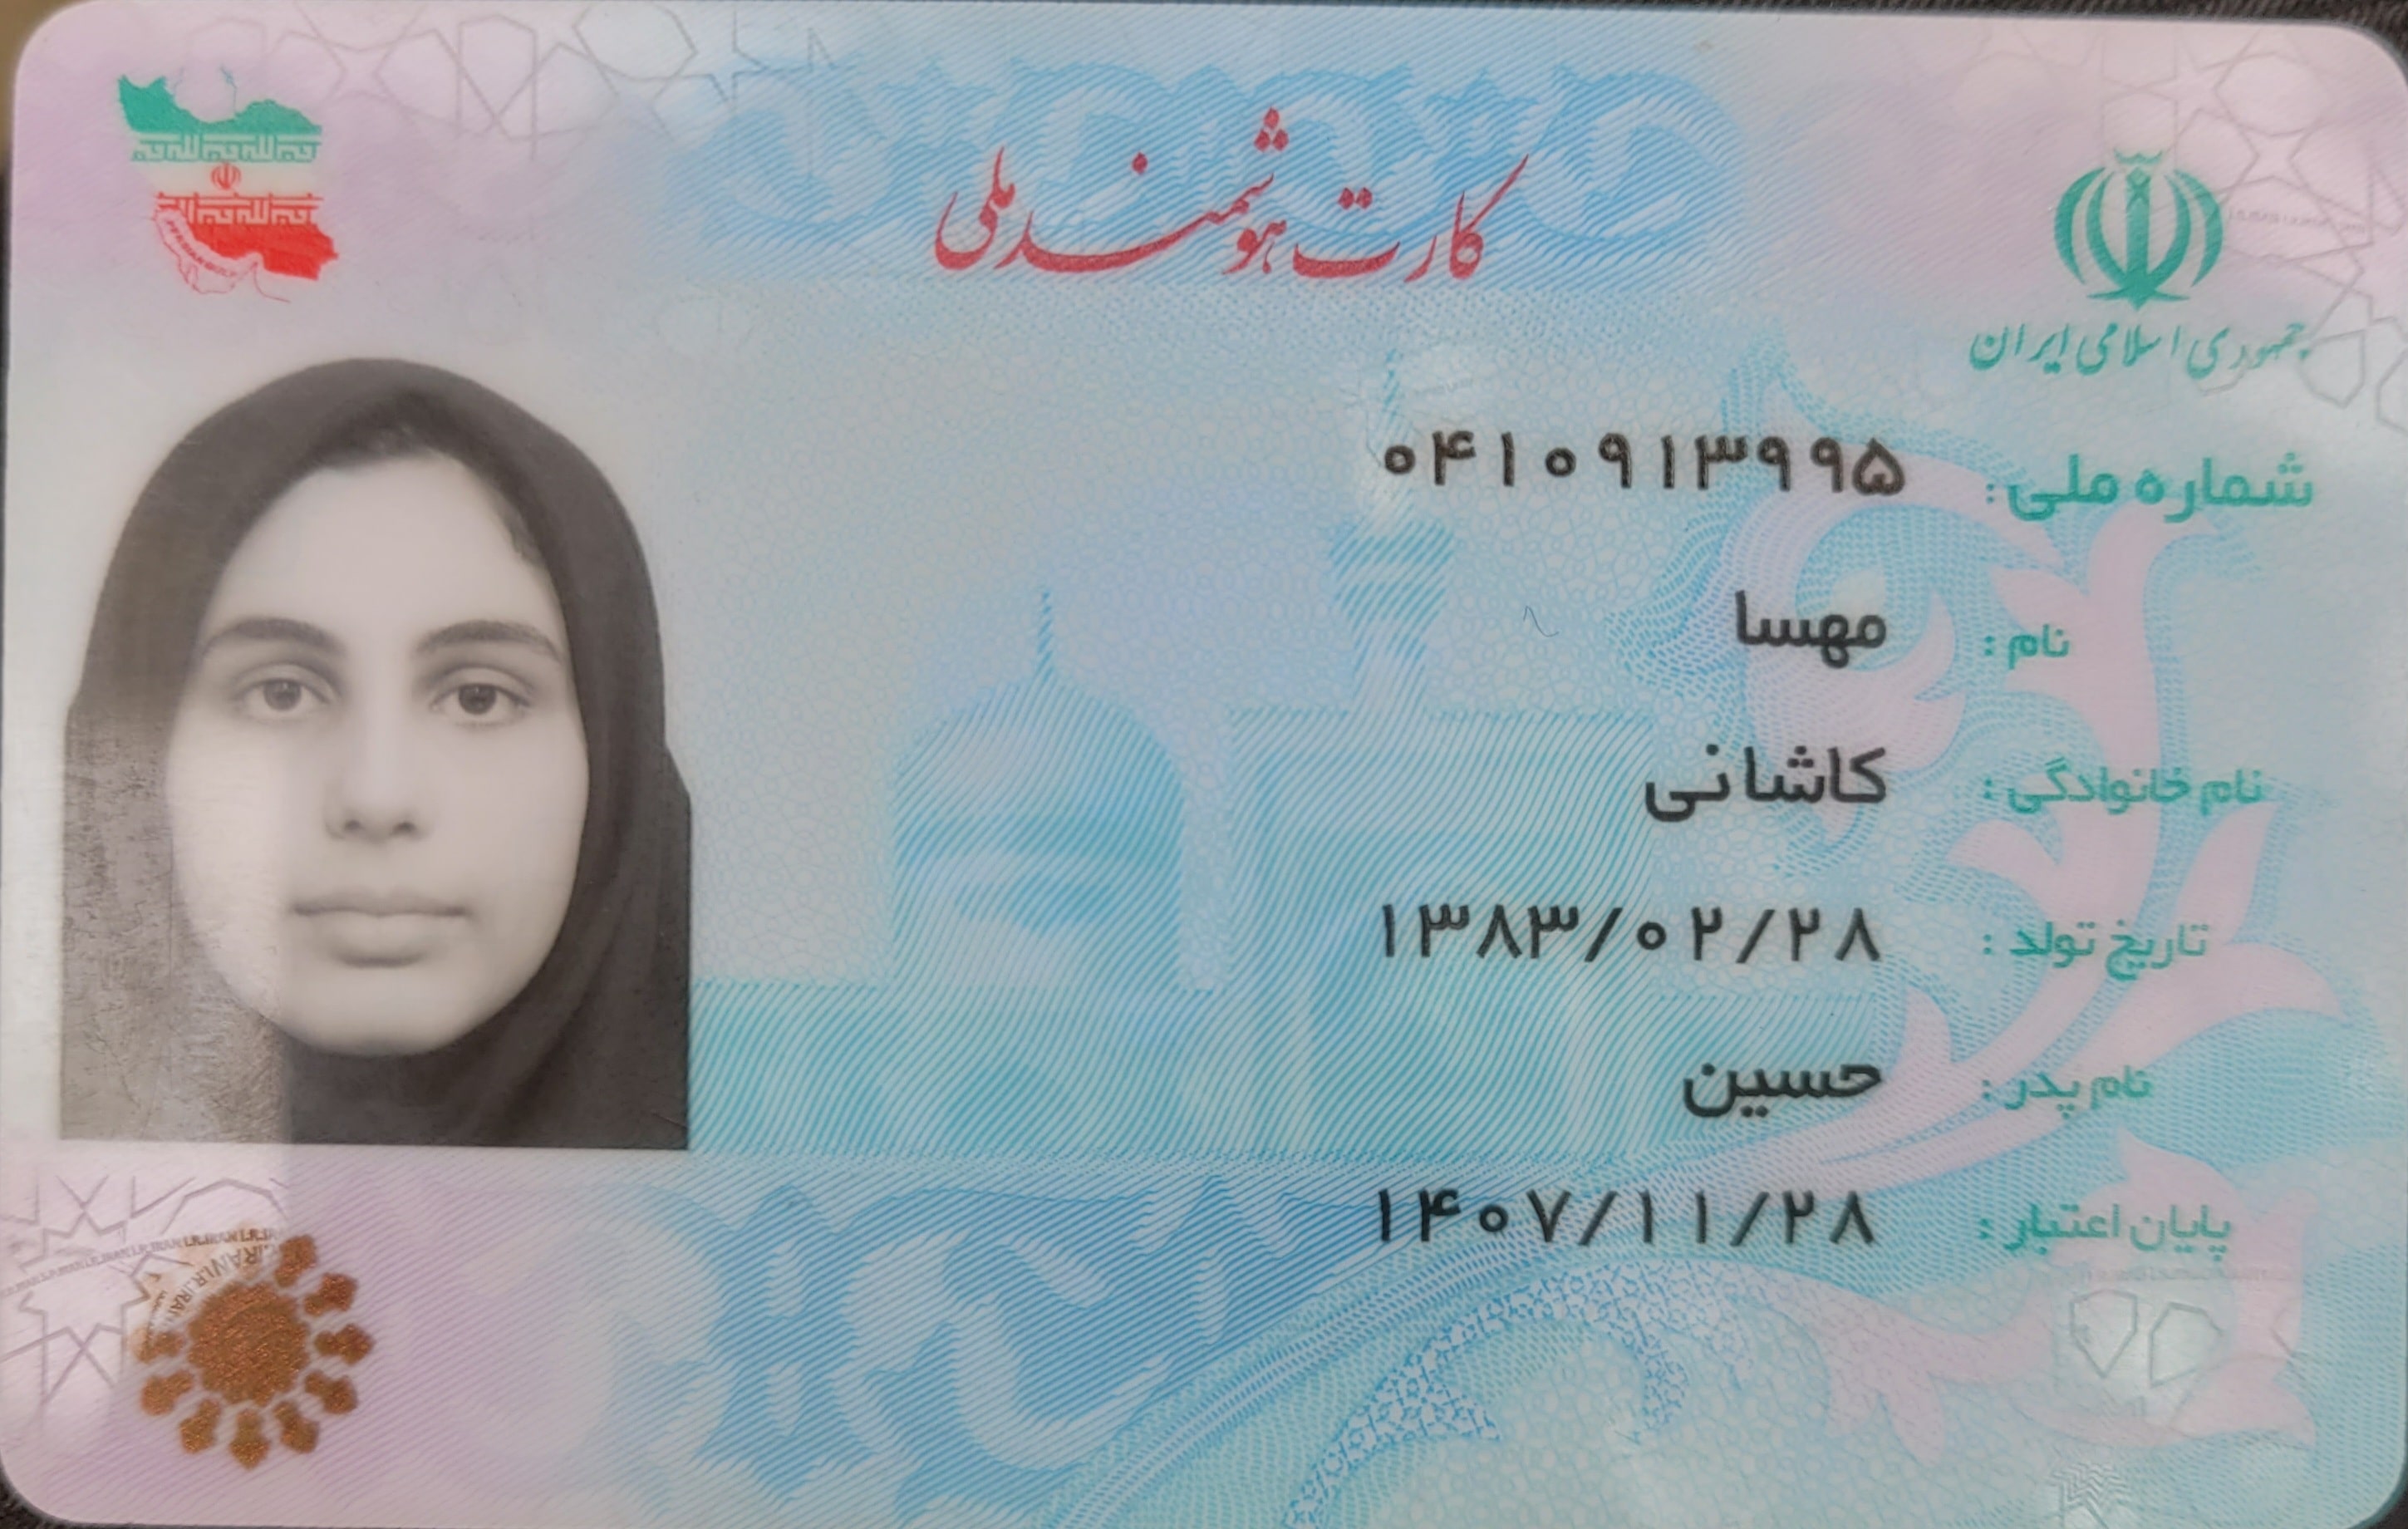 کارت هوشمند ملی
جمهوری اسلامی ایران
شماره ملی: ۰۴۱۰۹۱۳۹۹۵
نام: مهسا
نام خانوادگی: کاشانی
تاریخ تولد: ۱۳۸۳/۰۲/۲۸
نام پدر: حسین
پایان اعتبار: ۱۴۰۷/۱۱/۲۸